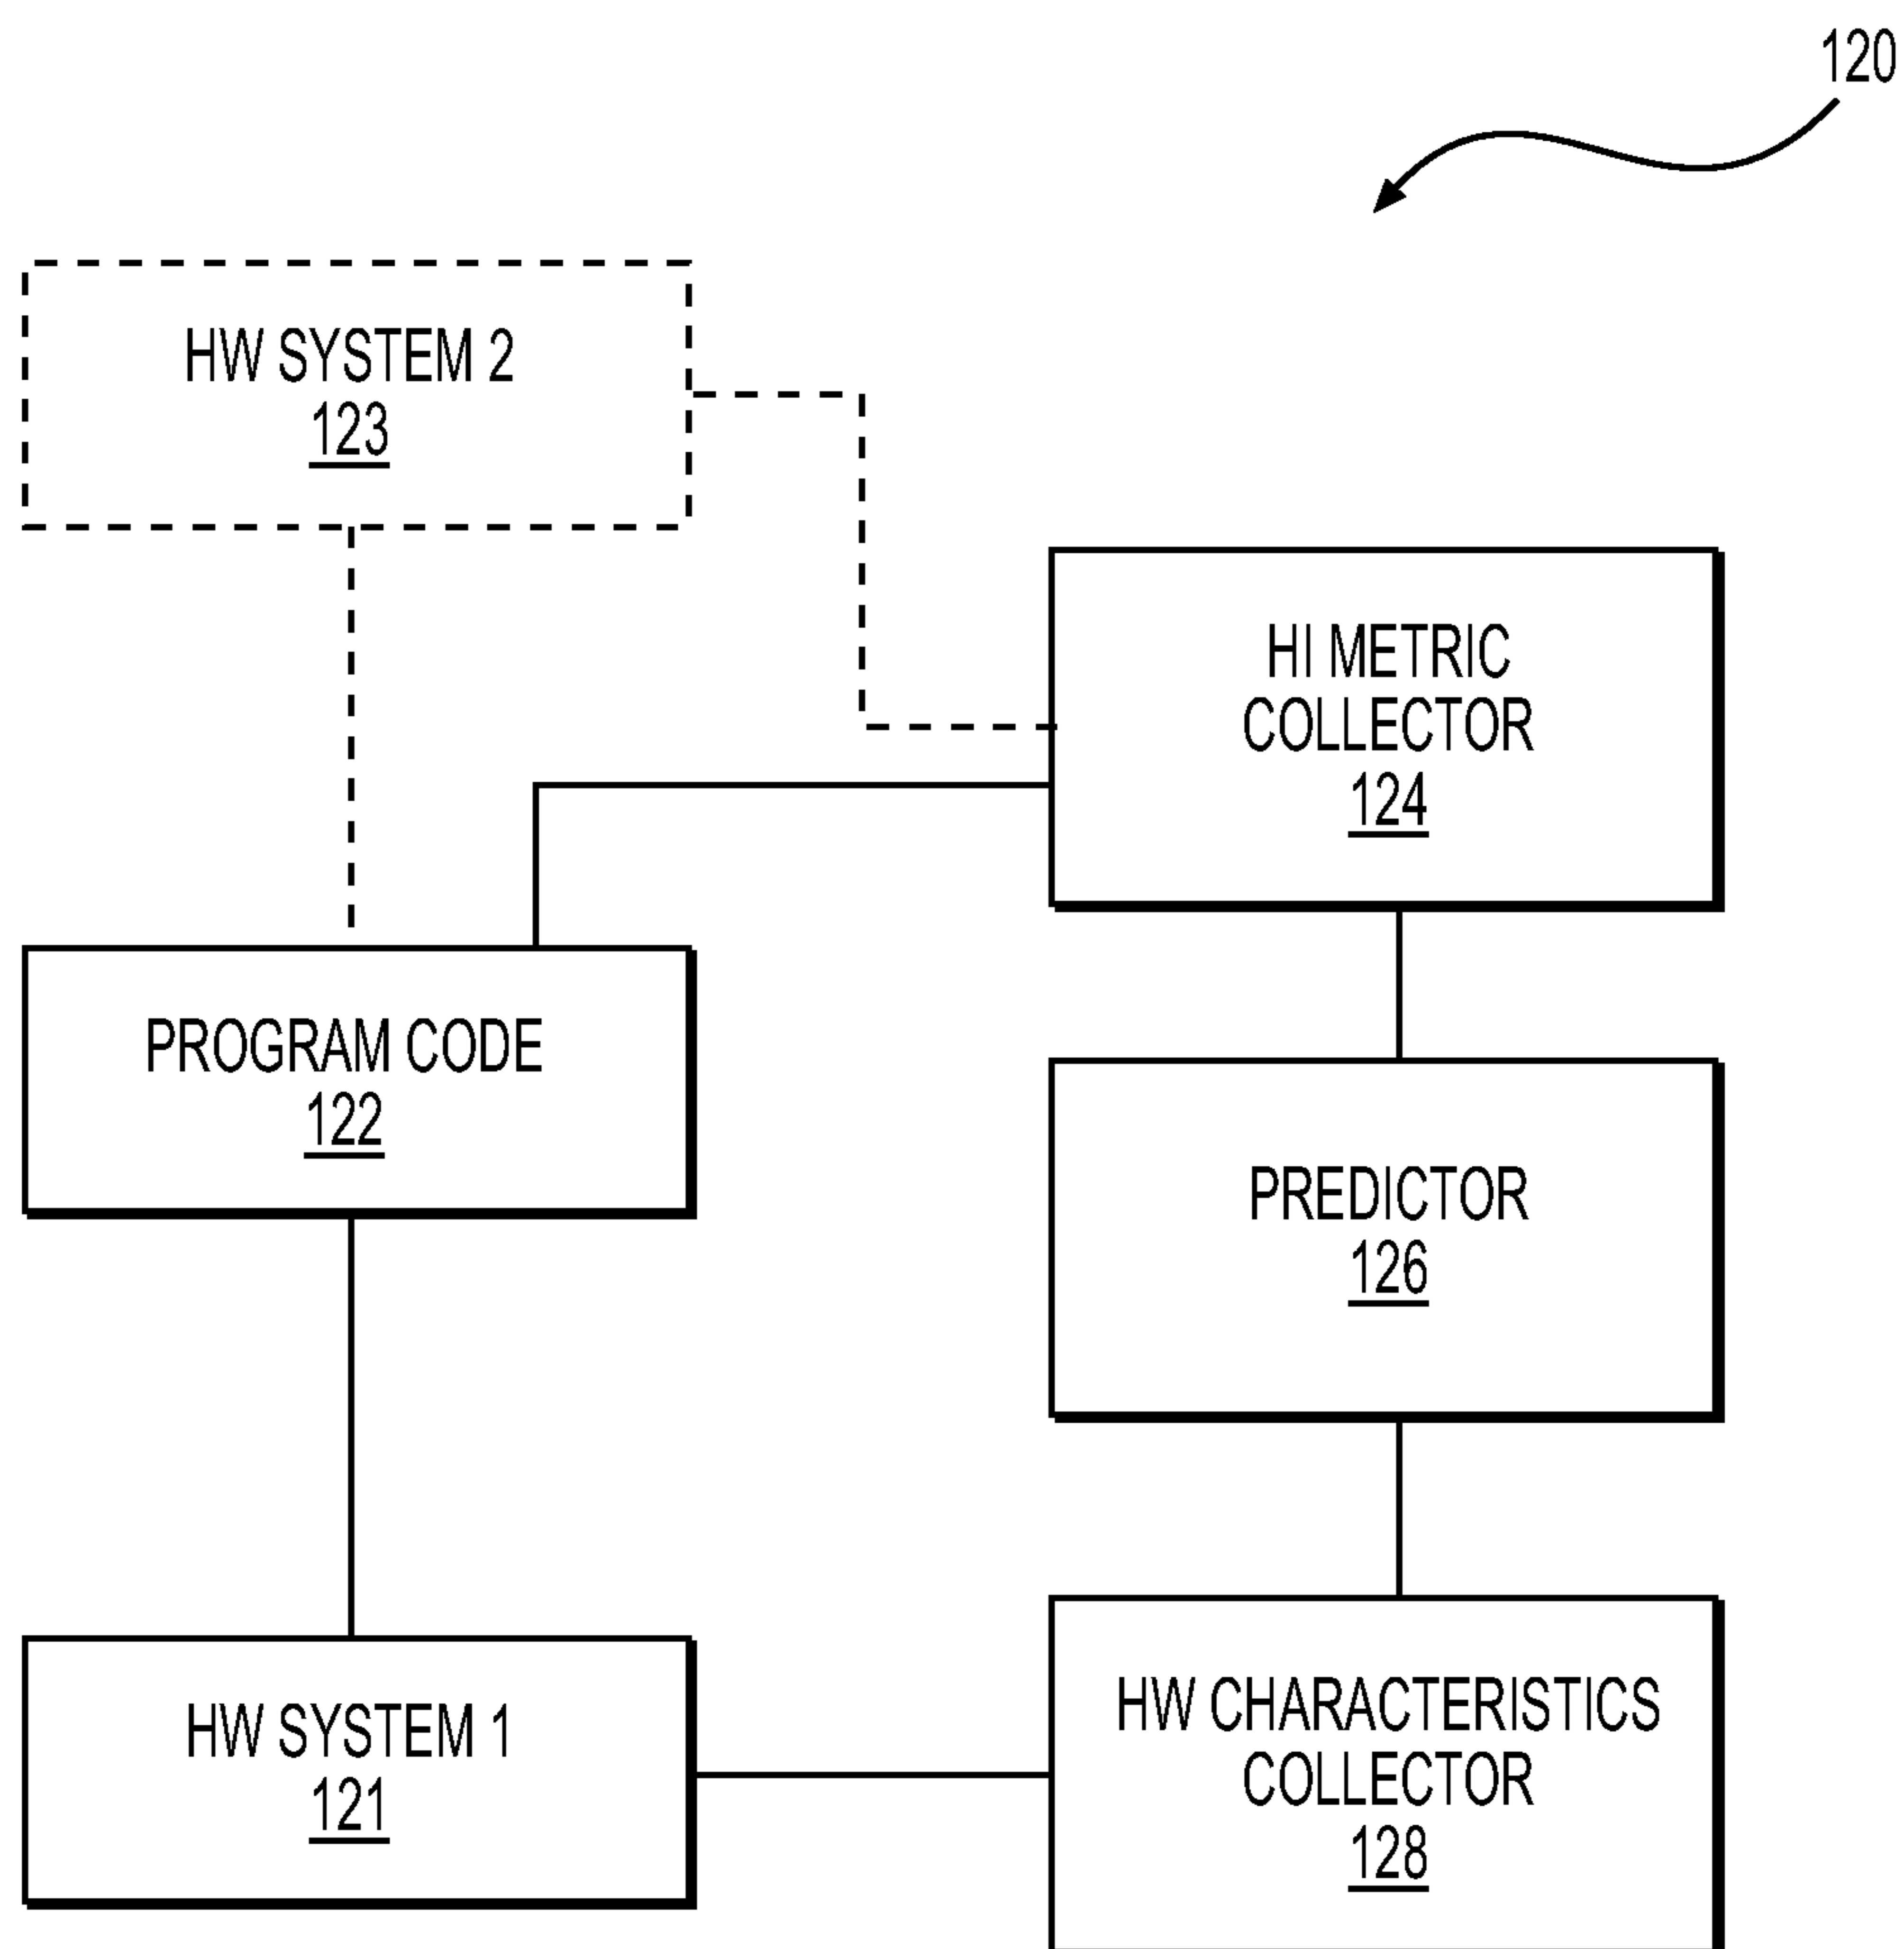 120
HW SYSTEM 2
123
HI METRIC
COLLECTOR
124
PROGRAM CODE
122
PREDICTOR
126
HW SYSTEM 1
121
HW CHARACTERISTICS
COLLECTOR
128